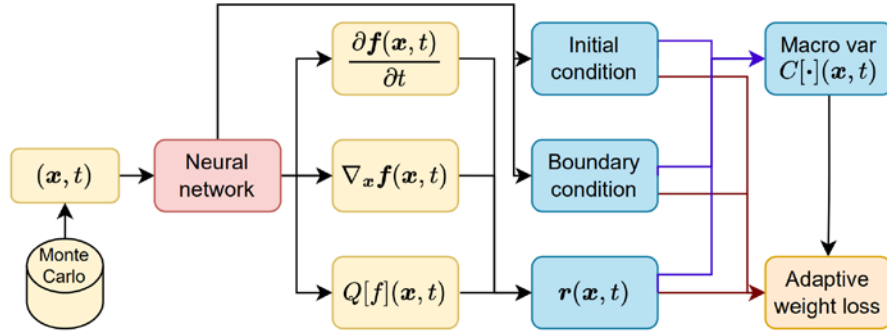 ∂𝒇(𝒙, t)
∂t
Initial
condition
Macro var
C[·](𝒙, t)
(𝒙, t)
Neural
network
∇𝒙𝒇(𝒙, t)
Boundary
condition
Monte
Carlo
Q[f](𝒙, t)
𝒓(𝒙, t)
Adaptive
weight loss